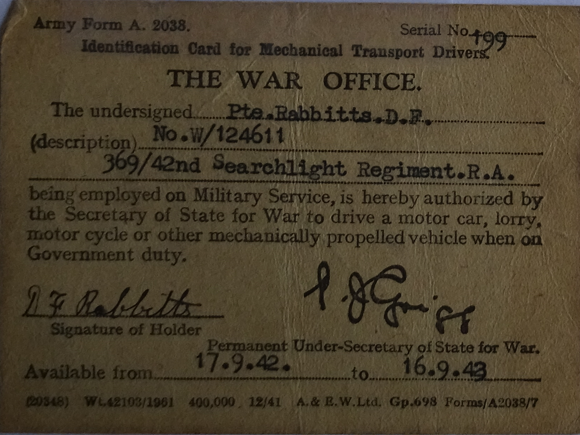 Army Form A. 2038.
Serial No. 199
Identification Card for Mechanical Transport Drivers.
THE WAR OFFICE.
The undersigned Pte.Rabbitts.D.F.
(description) No.W/124611
369/42nd Searchlight Regiment.R.A.
being employed on Military Service, is hereby authorized by
the Secretary of State for War to drive a motor car, lorry,
motor cycle or other mechanically propelled vehicle when on
Government duty.
D F Rabbitts
P. J. Grigg
Signature of Holder
Permanent Under-Secretary of State for War.
Available from 17.9.42. to 16.9.43
(20348) Wt.42103/1961 400,000 12/41 A. & E.W.Ltd. Gp.698 Forms/A2038/7